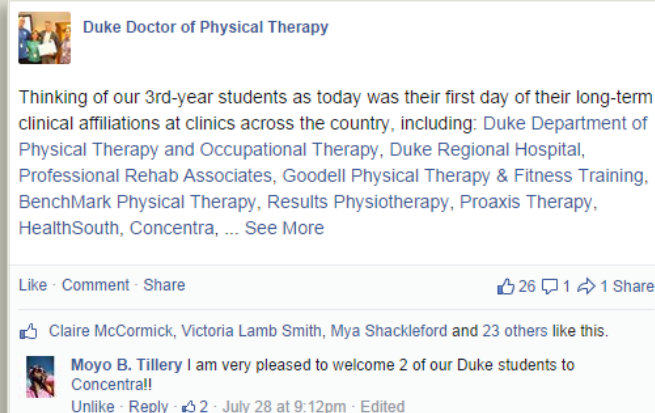 Duke Doctor of Physical Therapy
Thinking of our 3rd-year students as today was their first day of their long-term
clinical affiliations at clinics across the country, including: Duke Department of
Physical Therapy and Occupational Therapy, Duke Regional Hospital,
Professional Rehab Associates, Goodell Physical Therapy & Fitness Training,
BenchMark Physical Therapy, Results Physiotherapy, Proaxis Therapy,
HealthSouth, Concentra, ... See More
Like · Comment · Share 26 1 1 Share
Claire McCormick, Victoria Lamb Smith, Mya Shackleford and 23 others like this.
Moyo B. Tillery I am very pleased to welcome 2 of our Duke students to
Concentra!!
Unlike · Reply · 2 · July 28 at 9:12pm · Edited